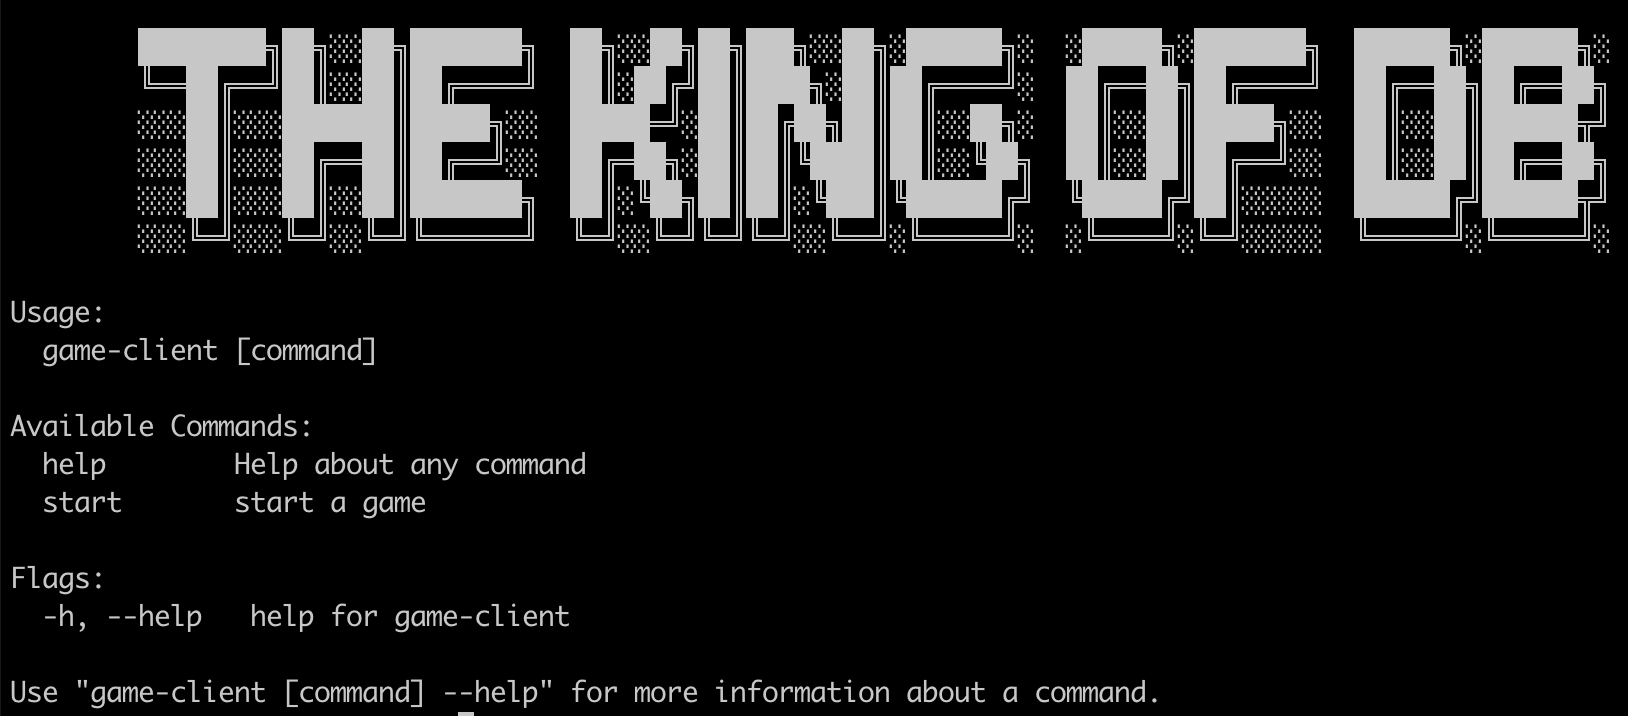 THE KING OF DB
Usage:
  game-client [command]
Available Commands:
  help        Help about any command
  start       start a game
Flags:
  -h, --help   help for game-client
Use "game-client [command] --help" for more information about a command.